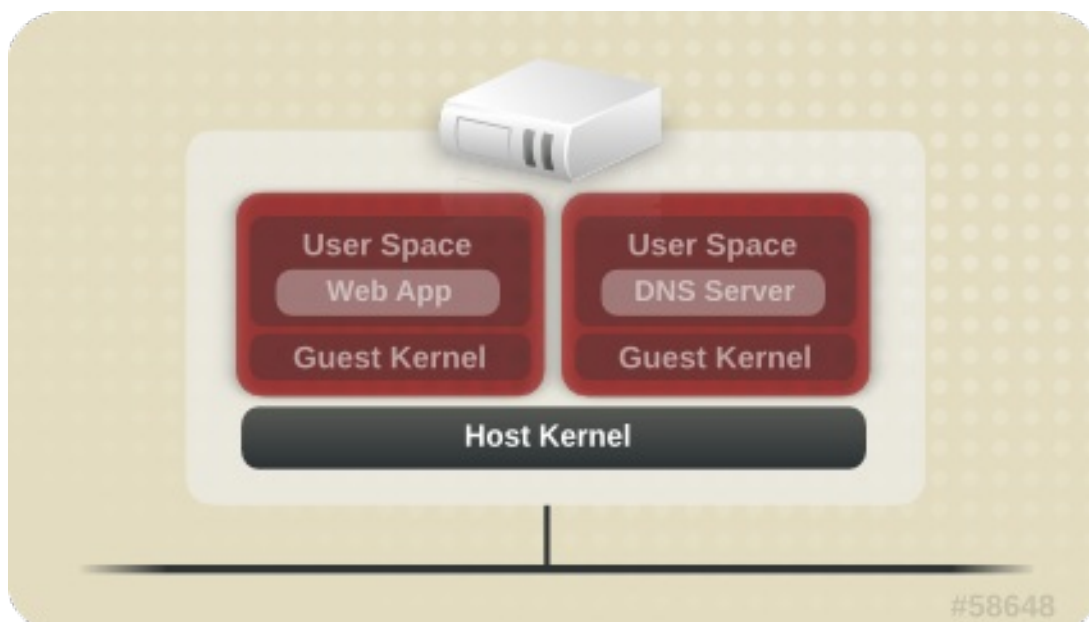 User Space
Web App
Guest Kernel
User Space
DNS Server
Guest Kernel
Host Kernel
#58648